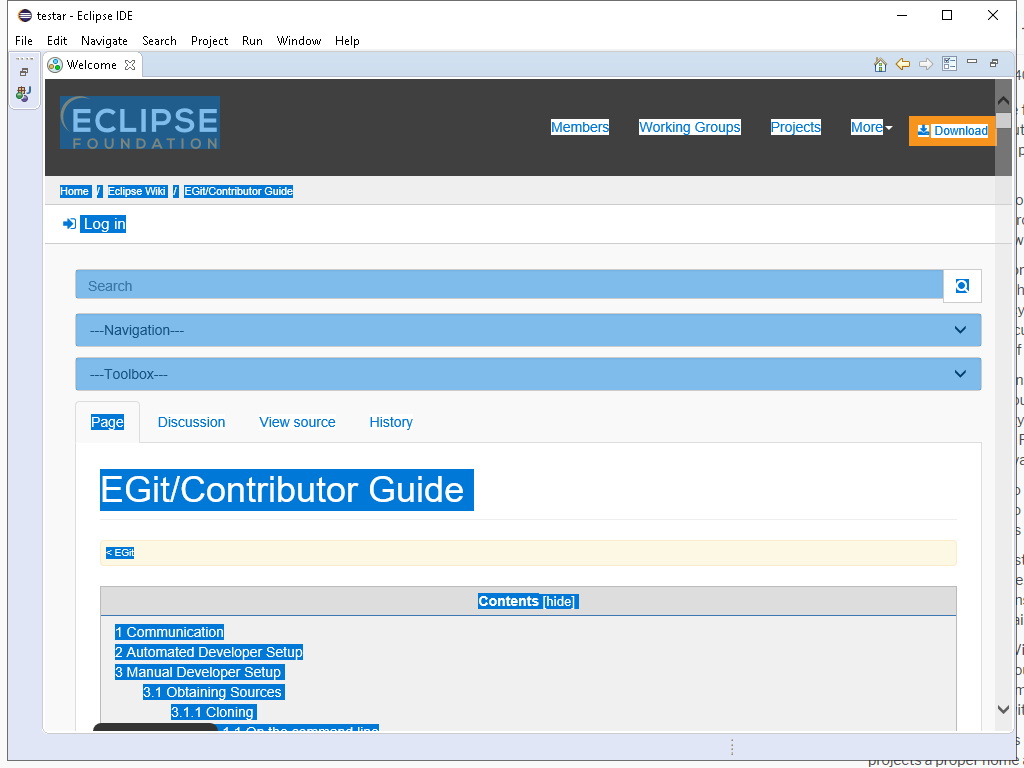 testar - Eclipse IDE
File Edit Navigate Search Project Run Window Help
Welcome
ECLIPSE
FOUNDATION
Members Working Groups Projects More Download
Home / Eclipse Wiki / EGit/Contributor Guide
Log in
Search
---Navigation---
---Toolbox---
Page Discussion View source History
EGit/Contributor Guide
< EGit
Contents [hide]
1 Communication
2 Automated Developer Setup
3 Manual Developer Setup
3.1 Obtaining Sources
3.1.1 Cloning
1.1 On the command line
projects a proper home